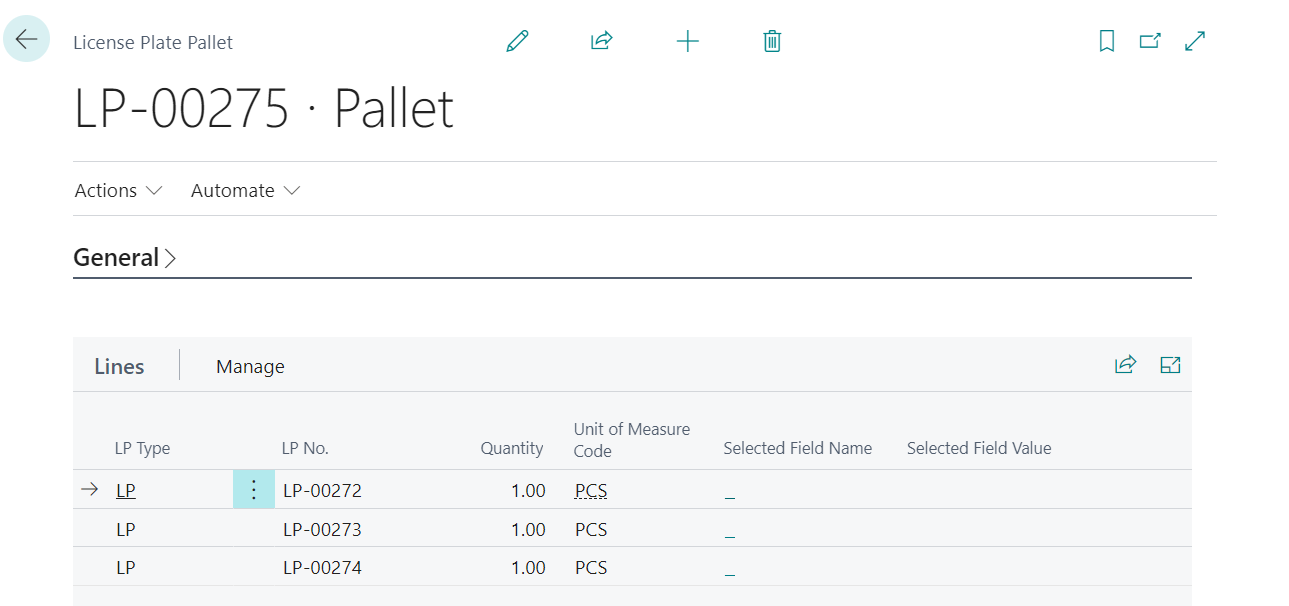 License Plate Pallet
LP-00275 · Pallet
Actions Automate
General
Lines Manage
LP Type LP No. Quantity Unit of Measure Code Selected Field Name Selected Field Value
LP LP-00272 1.00 PCS _
LP LP-00273 1.00 PCS _
LP LP-00274 1.00 PCS _